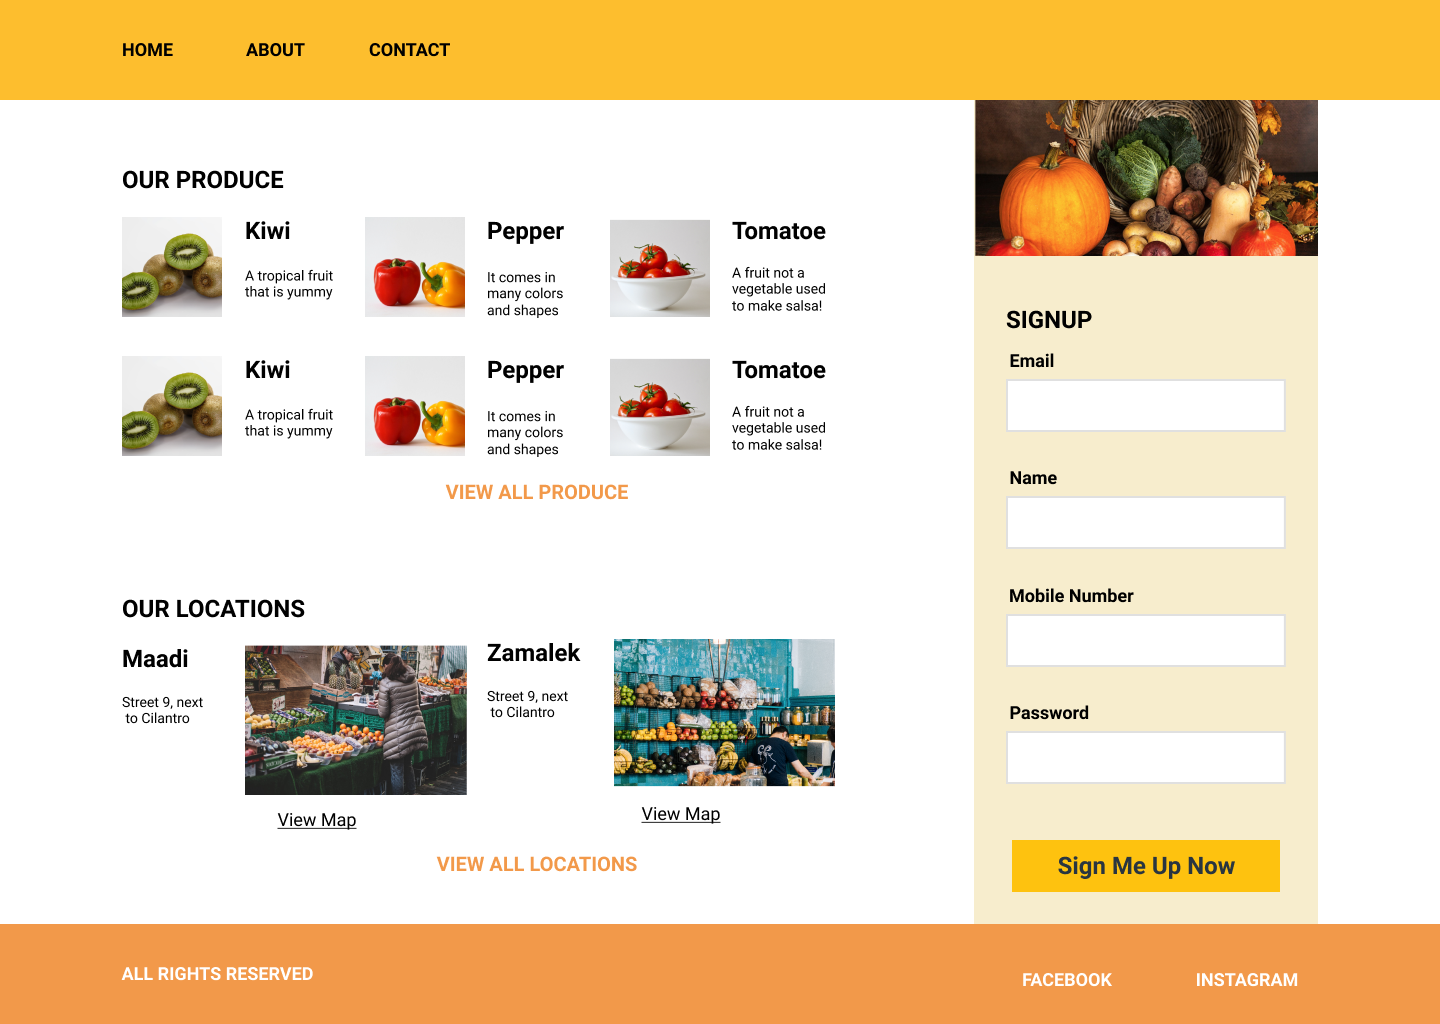 HOME ABOUT CONTACT
OUR PRODUCE
Kiwi
A tropical fruit
that is yummy
Pepper
It comes in
many colors
and shapes
Tomatoe
A fruit not a
vegetable used
to make salsa!
Kiwi
A tropical fruit
that is yummy
Pepper
It comes in
many colors
and shapes
Tomatoe
A fruit not a
vegetable used
to make salsa!
VIEW ALL PRODUCE
OUR LOCATIONS
Maadi
Street 9, next
to Cilantro
View Map
Zamalek
Street 9, next
to Cilantro
View Map
VIEW ALL LOCATIONS
SIGNUP
Email
Name
Mobile Number
Password
Sign Me Up Now
ALL RIGHTS RESERVED
FACEBOOK INSTAGRAM